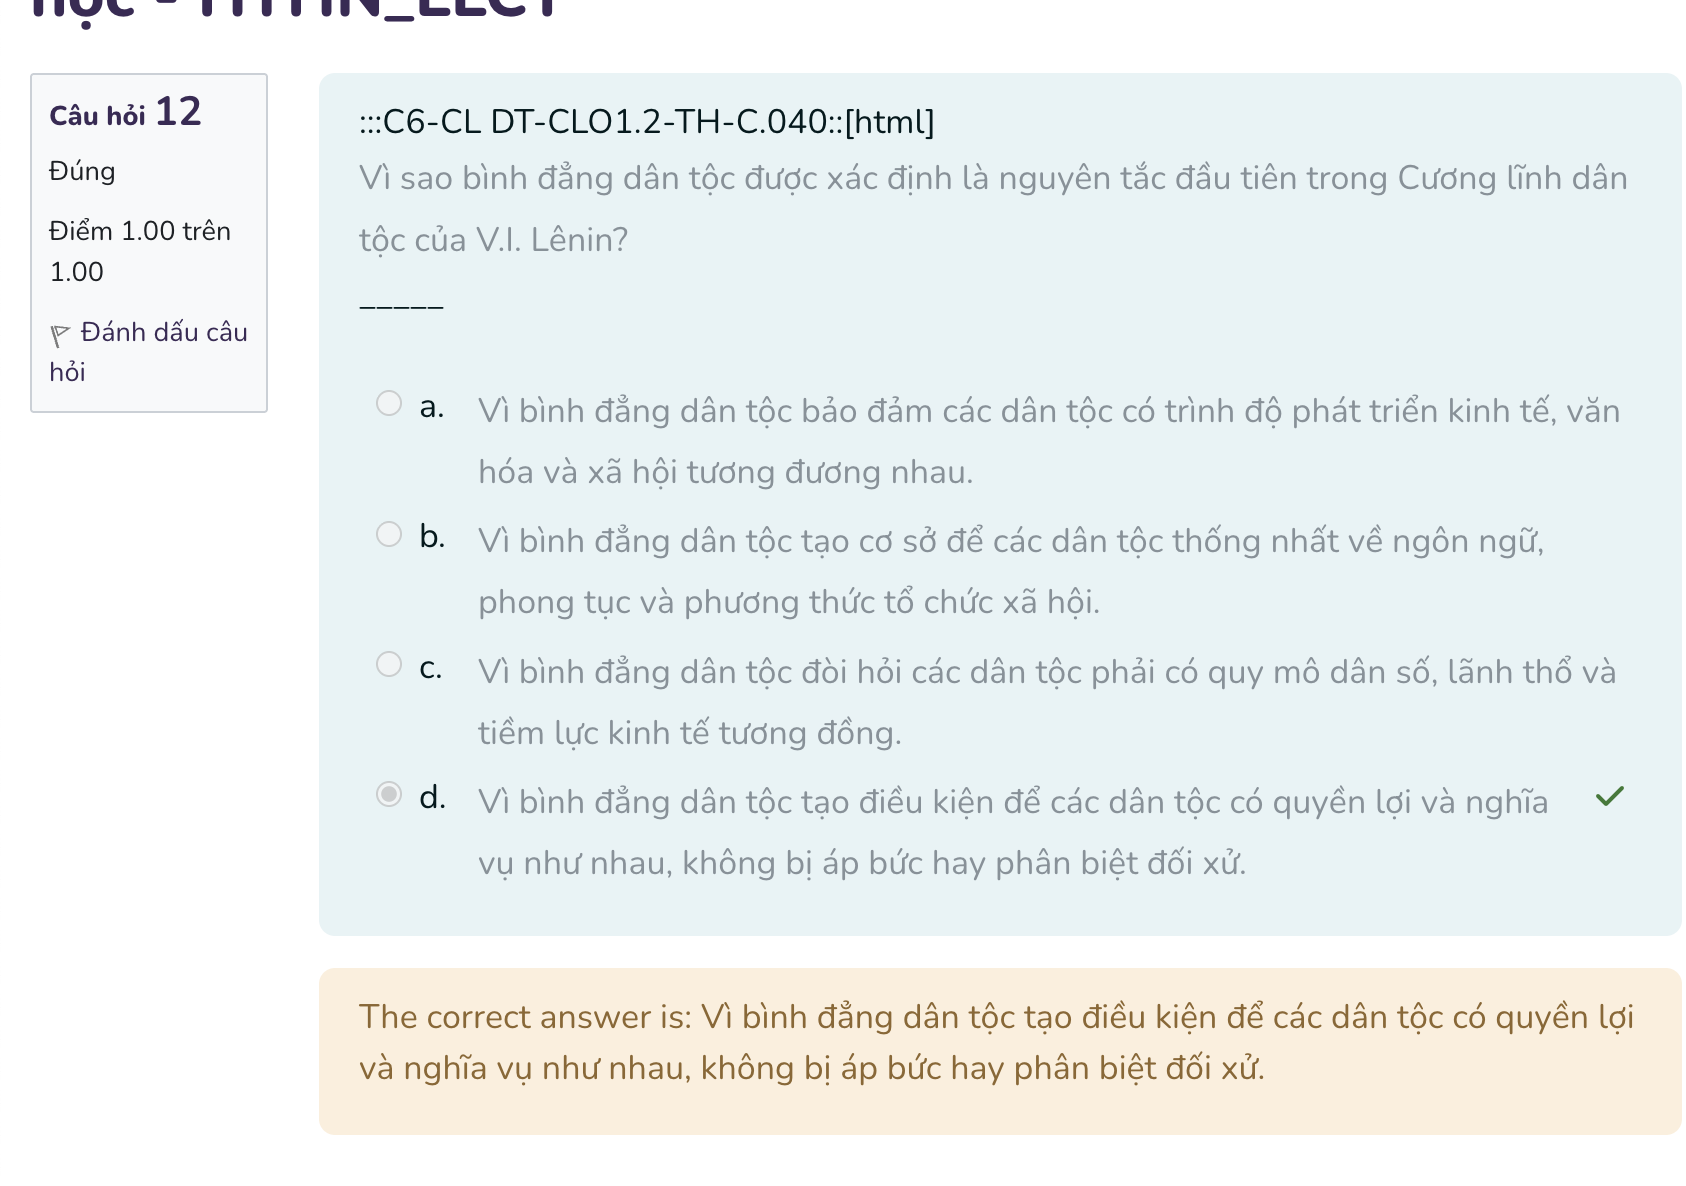 Câu hỏi 12
Đúng
Điểm 1.00 trên
1.00
Đánh dấu câu
hỏi
:::C6-CL DT-CLO1.2-TH-C.040::[html]
Vì sao bình đẳng dân tộc được xác định là nguyên tắc đầu tiên trong Cương lĩnh dân
tộc của V.I. Lênin?
_____
a. Vì bình đẳng dân tộc bảo đảm các dân tộc có trình độ phát triển kinh tế, văn
hóa và xã hội tương đương nhau.
b. Vì bình đẳng dân tộc tạo cơ sở để các dân tộc thống nhất về ngôn ngữ,
phong tục và phương thức tổ chức xã hội.
c. Vì bình đẳng dân tộc đòi hỏi các dân tộc phải có quy mô dân số, lãnh thổ và
tiềm lực kinh tế tương đồng.
d. Vì bình đẳng dân tộc tạo điều kiện để các dân tộc có quyền lợi và nghĩa
vụ như nhau, không bị áp bức hay phân biệt đối xử.
The correct answer is: Vì bình đẳng dân tộc tạo điều kiện để các dân tộc có quyền lợi
và nghĩa vụ như nhau, không bị áp bức hay phân biệt đối xử.